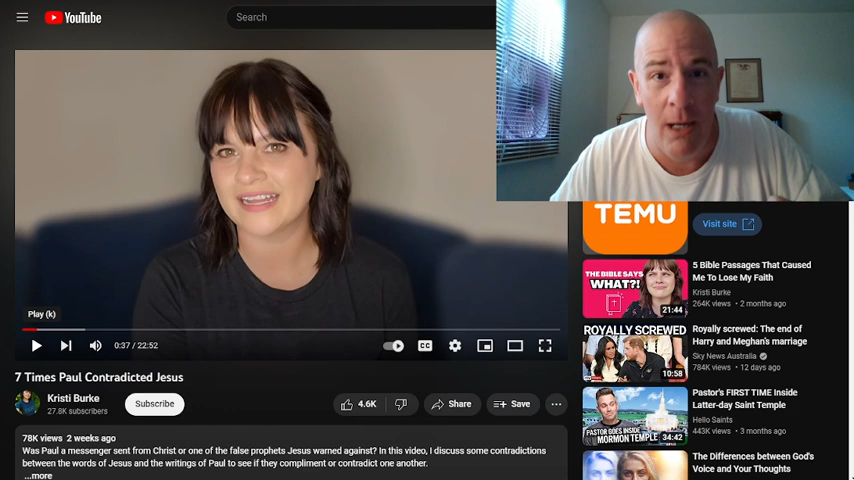 YouTube
Search
TEMU
Visit site
Play (k)
0:37 / 22:52
CC
7 Times Paul Contradicted Jesus
Kristi Burke
27.8K subscribers
Subscribe
4.6K
Share
Save
78K views 2 weeks ago
Was Paul a messenger sent from Christ or one of the false prophets Jesus warned against? In this video, I discuss some contradictions
between the words of Jesus and the writings of Paul to see if they compliment or contradict one another.
...more
THE BIBLE SAYS
WHAT?!
21:44
5 Bible Passages That Caused
Me To Lose My Faith
Kristi Burke
264K views • 2 months ago
ROYALLY SCREWED
10:58
Royally screwed: The end of
Harry and Meghan's marriage
Sky News Australia
784K views • 12 days ago
PASTOR GOES INSIDE
MORMON TEMPLE
34:42
Pastor's FIRST TIME Inside
Latter-day Saint Temple
Hello Saints
443K views • 3 months ago
The Differences between God's
Voice and Your Thoughts